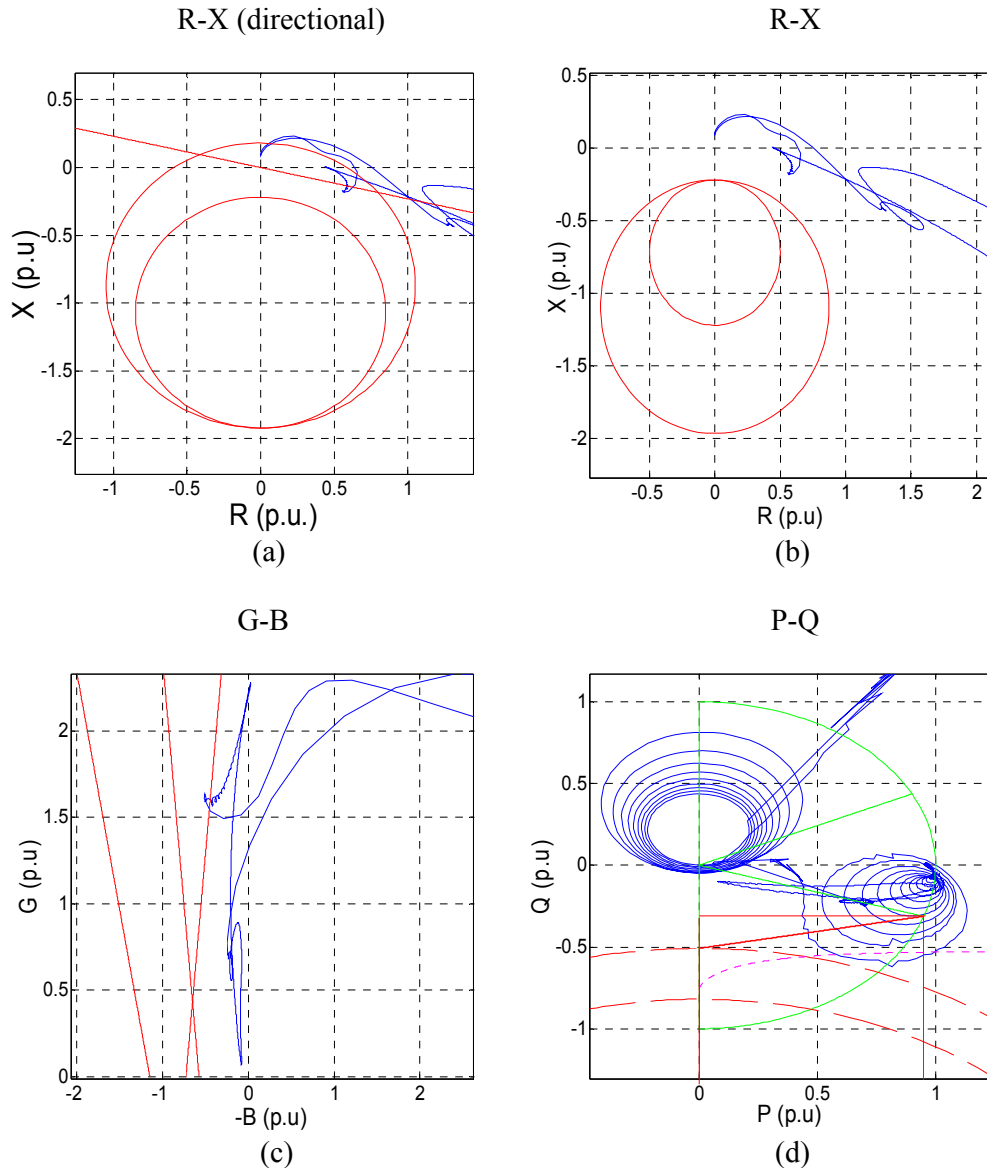 R-X (directional)
R-X
0.5
0
-0.5
-1
-1.5
-2
X (p.u)
-1
-0.5
0
0.5
1
R (p.u.)
(a)
0.5
0
-0.5
-1
-1.5
-2
X (p.u)
-0.5
0
0.5
1
1.5
2
R (p.u)
(b)
G-B
P-Q
2
1.5
1
0.5
0
G (p.u)
-2
-1
0
1
2
-B (p.u)
(c)
1
0.5
0
-0.5
-1
Q (p.u)
0
0.5
1
P (p.u)
(d)